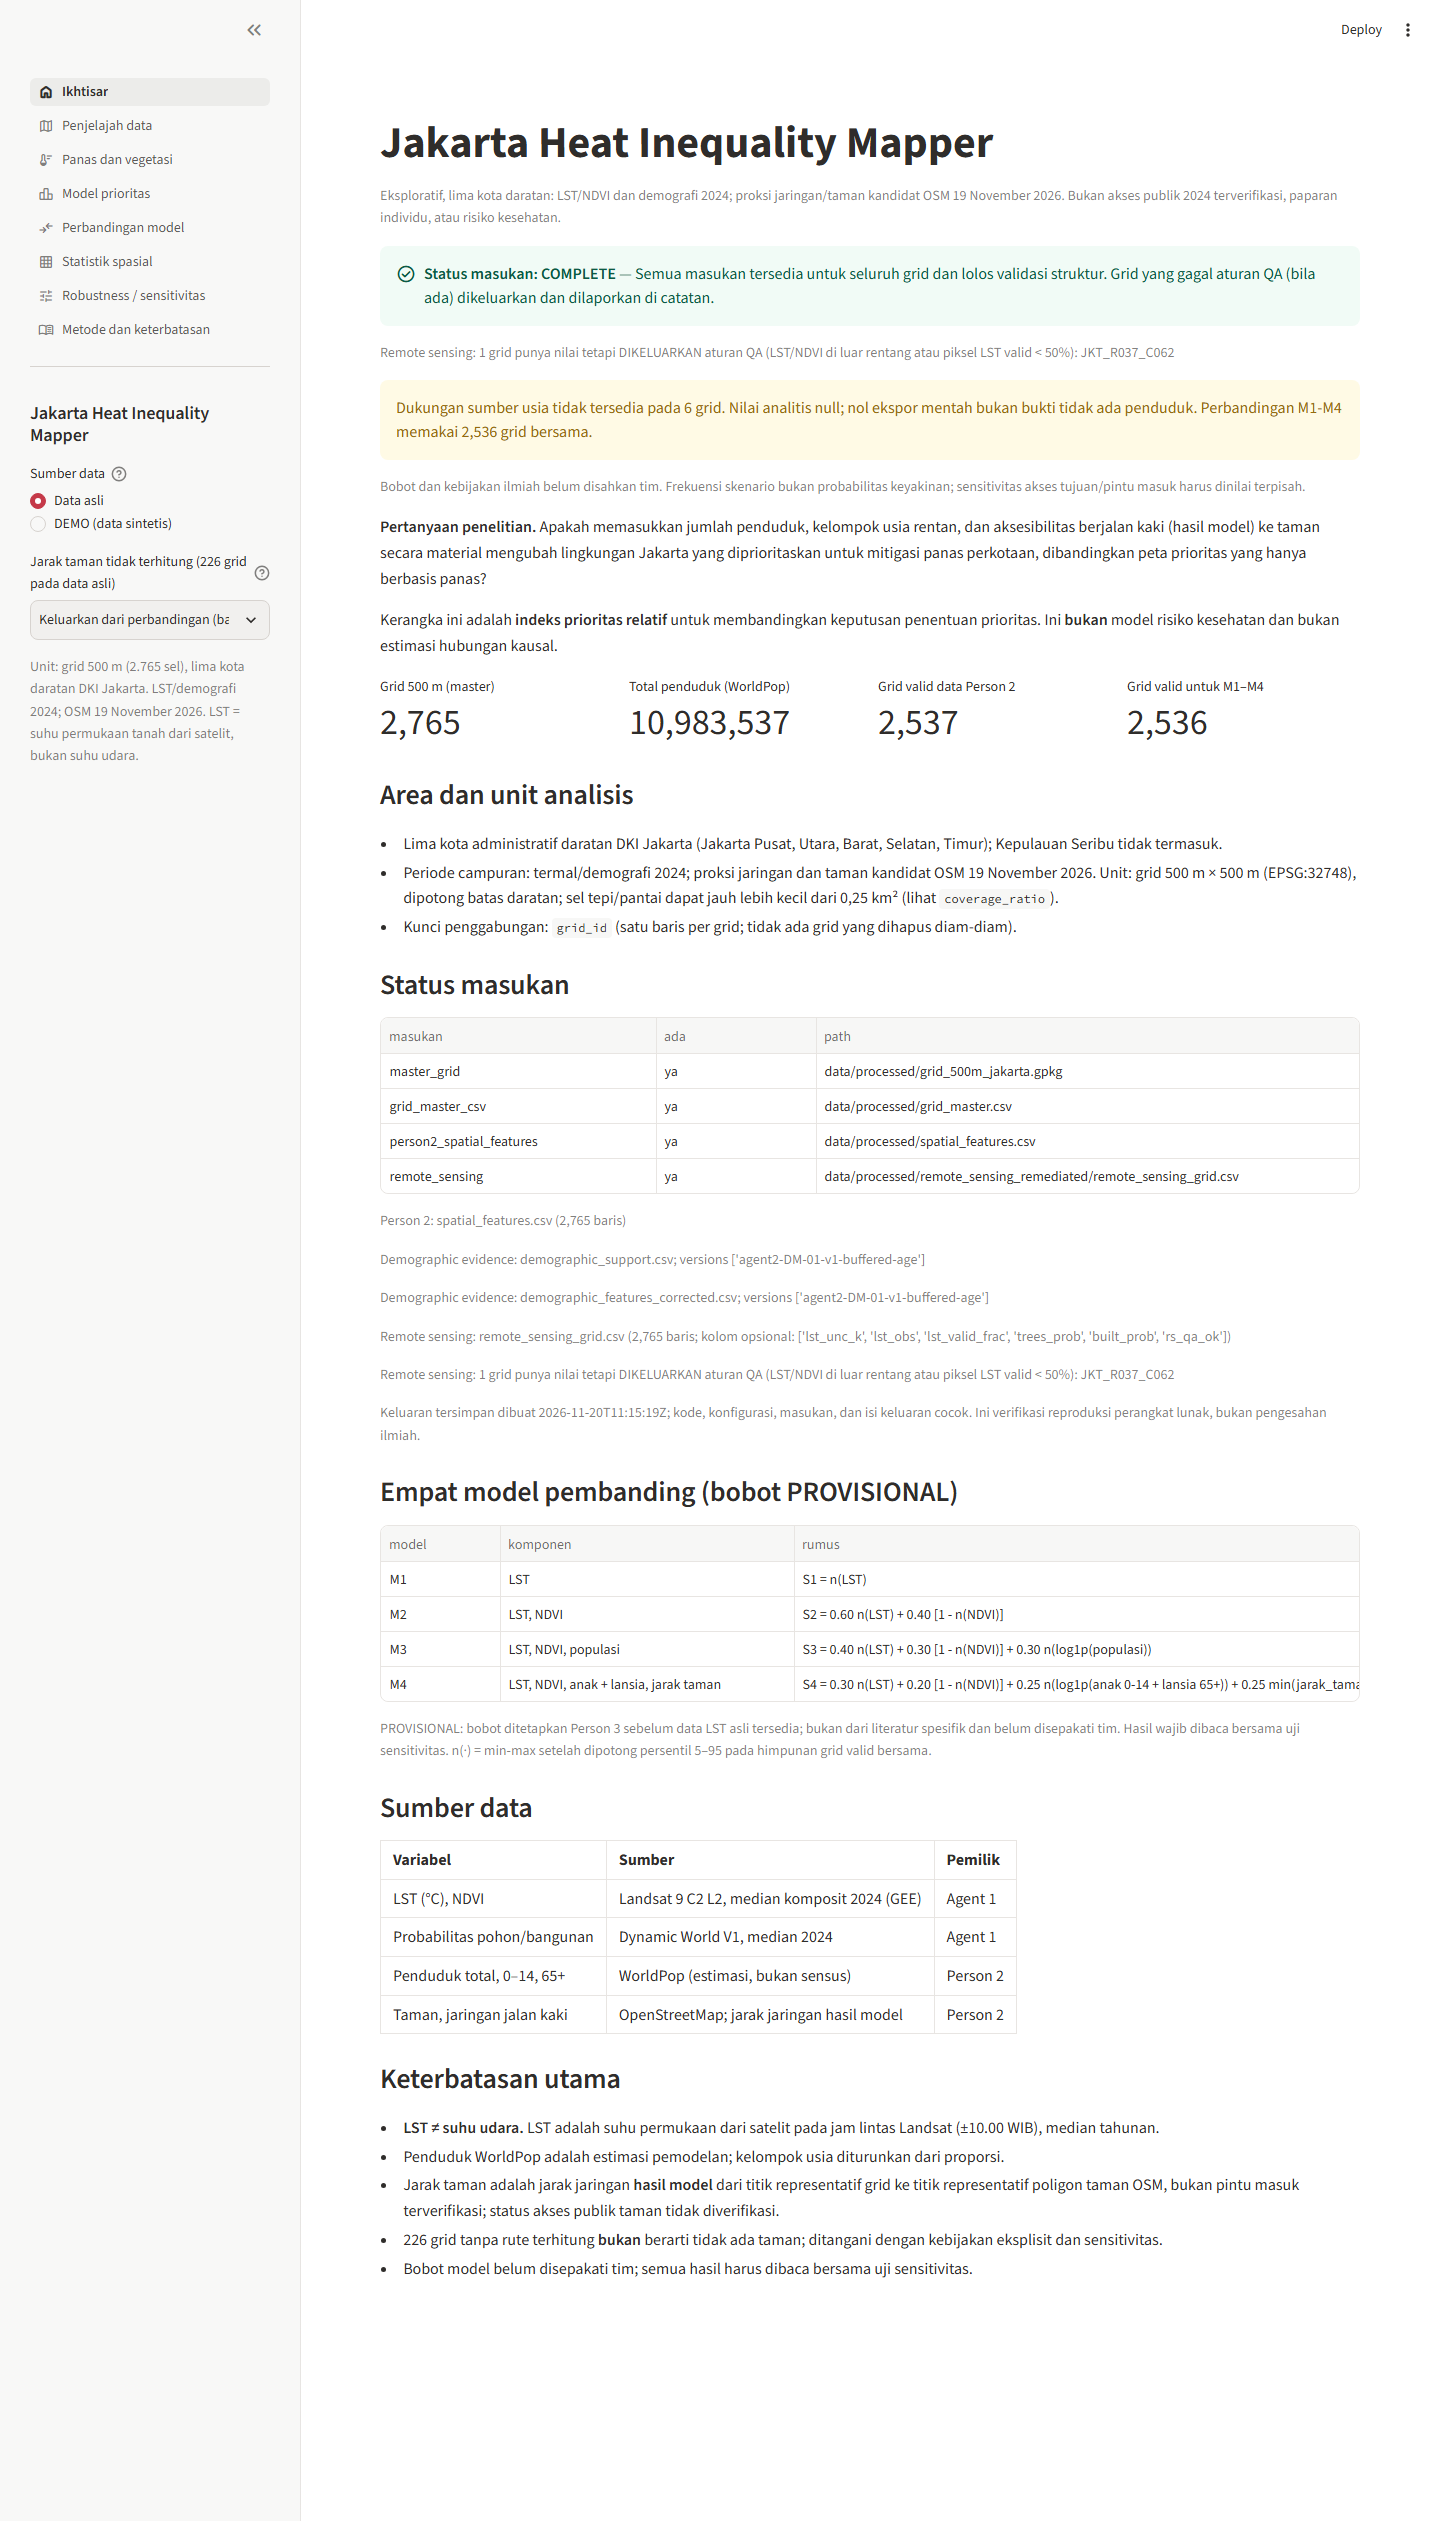 Deploy
Ikhtisar
Penjelajah data
Panas dan vegetasi
Model prioritas
Perbandingan model
Statistik spasial
Robustness / sensitivitas
Metode dan keterbatasan
Jakarta Heat Inequality
Mapper
Sumber data
Data asli
DEMO (data sintetis)
Jarak taman tidak terhitung (226 grid
pada data asli)
Keluarkan dari perbandingan (ba
Unit: grid 500 m (2.765 sel), lima kota
daratan DKI Jakarta. LST/demografi
2024; OSM 19 November 2026. LST =
suhu permukaan tanah dari satelit,
bukan suhu udara.
Jakarta Heat Inequality Mapper
Eksploratif, lima kota daratan: LST/NDVI dan demografi 2024; proksi jaringan/taman kandidat OSM 19 November 2026. Bukan akses publik 2024 terverifikasi, paparan
individu, atau risiko kesehatan.
Status masukan: COMPLETE — Semua masukan tersedia untuk seluruh grid dan lolos validasi struktur. Grid yang gagal aturan QA (bila
ada) dikeluarkan dan dilaporkan di catatan.
Remote sensing: 1 grid punya nilai tetapi DIKELUARKAN aturan QA (LST/NDVI di luar rentang atau piksel LST valid < 50%): JKT_R037_C062
Dukungan sumber usia tidak tersedia pada 6 grid. Nilai analitis null; nol ekspor mentah bukan bukti tidak ada penduduk. Perbandingan M1-M4
memakai 2,536 grid bersama.
Bobot dan kebijakan ilmiah belum disahkan tim. Frekuensi skenario bukan probabilitas keyakinan; sensitivitas akses tujuan/pintu masuk harus dinilai terpisah.
Pertanyaan penelitian. Apakah memasukkan jumlah penduduk, kelompok usia rentan, dan aksesibilitas berjalan kaki (hasil model) ke taman
secara material mengubah lingkungan Jakarta yang diprioritaskan untuk mitigasi panas perkotaan, dibandingkan peta prioritas yang hanya
berbasis panas?
Kerangka ini adalah indeks prioritas relatif untuk membandingkan keputusan penentuan prioritas. Ini bukan model risiko kesehatan dan bukan
estimasi hubungan kausal.
Grid 500 m (master)
2,765
Total penduduk (WorldPop)
10,983,537
Grid valid data Person 2
2,537
Grid valid untuk M1–M4
2,536
Area dan unit analisis
• Lima kota administratif daratan DKI Jakarta (Jakarta Pusat, Utara, Barat, Selatan, Timur); Kepulauan Seribu tidak termasuk.
• Periode campuran: termal/demografi 2024; proksi jaringan dan taman kandidat OSM 19 November 2026. Unit: grid 500 m × 500 m (EPSG:32748),
dipotong batas daratan; sel tepi/pantai dapat jauh lebih kecil dari 0,25 km² (lihat coverage_ratio ).
• Kunci penggabungan: grid_id (satu baris per grid; tidak ada grid yang dihapus diam-diam).
Status masukan
masukan ada path
master_grid ya data/processed/grid_500m_jakarta.gpkg
grid_master_csv ya data/processed/grid_master.csv
person2_spatial_features ya data/processed/spatial_features.csv
remote_sensing ya data/processed/remote_sensing_remediated/remote_sensing_grid.csv
Person 2: spatial_features.csv (2,765 baris)
Demographic evidence: demographic_support.csv; versions ['agent2-DM-01-v1-buffered-age']
Demographic evidence: demographic_features_corrected.csv; versions ['agent2-DM-01-v1-buffered-age']
Remote sensing: remote_sensing_grid.csv (2,765 baris; kolom opsional: ['lst_unc_k', 'lst_obs', 'lst_valid_frac', 'trees_prob', 'built_prob', 'rs_qa_ok'])
Remote sensing: 1 grid punya nilai tetapi DIKELUARKAN aturan QA (LST/NDVI di luar rentang atau piksel LST valid < 50%): JKT_R037_C062
Keluaran tersimpan dibuat 2026-11-20T11:15:19Z; kode, konfigurasi, masukan, dan isi keluaran cocok. Ini verifikasi reproduksi perangkat lunak, bukan pengesahan
ilmiah.
Empat model pembanding (bobot PROVISIONAL)
model komponen rumus
M1 LST S1 = n(LST)
M2 LST, NDVI S2 = 0.60 n(LST) + 0.40 [1 - n(NDVI)]
M3 LST, NDVI, populasi S3 = 0.40 n(LST) + 0.30 [1 - n(NDVI)] + 0.30 n(log1p(populasi))
M4 LST, NDVI, anak + lansia, jarak taman S4 = 0.30 n(LST) + 0.20 [1 - n(NDVI)] + 0.25 n(log1p(anak 0-14 + lansia 65+)) + 0.25 min(jarak_tama
PROVISIONAL: bobot ditetapkan Person 3 sebelum data LST asli tersedia; bukan dari literatur spesifik dan belum disepakati tim. Hasil wajib dibaca bersama uji
sensitivitas. n(·) = min-max setelah dipotong persentil 5–95 pada himpunan grid valid bersama.
Sumber data
Variabel Sumber Pemilik
LST (°C), NDVI Landsat 9 C2 L2, median komposit 2024 (GEE) Agent 1
Probabilitas pohon/bangunan Dynamic World V1, median 2024 Agent 1
Penduduk total, 0–14, 65+ WorldPop (estimasi, bukan sensus) Person 2
Taman, jaringan jalan kaki OpenStreetMap; jarak jaringan hasil model Person 2
Keterbatasan utama
• LST ≠ suhu udara. LST adalah suhu permukaan dari satelit pada jam lintas Landsat (±10.00 WIB), median tahunan.
• Penduduk WorldPop adalah estimasi pemodelan; kelompok usia diturunkan dari proporsi.
• Jarak taman adalah jarak jaringan hasil model dari titik representatif grid ke titik representatif poligon taman OSM, bukan pintu masuk
terverifikasi; status akses publik taman tidak diverifikasi.
• 226 grid tanpa rute terhitung bukan berarti tidak ada taman; ditangani dengan kebijakan eksplisit dan sensitivitas.
• Bobot model belum disepakati tim; semua hasil harus dibaca bersama uji sensitivitas.